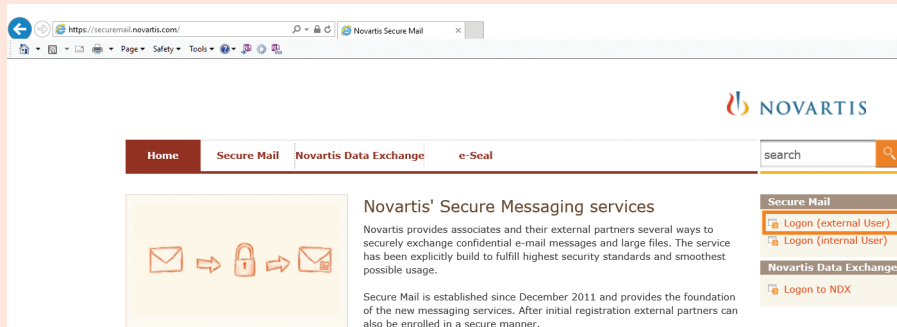 https://securemail.novartis.com/
Novartis Secure Mail
Page Safety Tools
NOVARTIS
Home Secure Mail Novartis Data Exchange e-Seal
search
Novartis' Secure Messaging services
Novartis provides associates and their external partners several ways to
securely exchange confidential e-mail messages and large files. The service
has been explicitly build to fulfill highest security standards and smoothest
possible usage.
Secure Mail is established since December 2011 and provides the foundation
of the new messaging services. After initial registration external partners can
also be enrolled in a secure manner.
Secure Mail
Logon (external User)
Logon (internal User)
Novartis Data Exchange
Logon to NDX